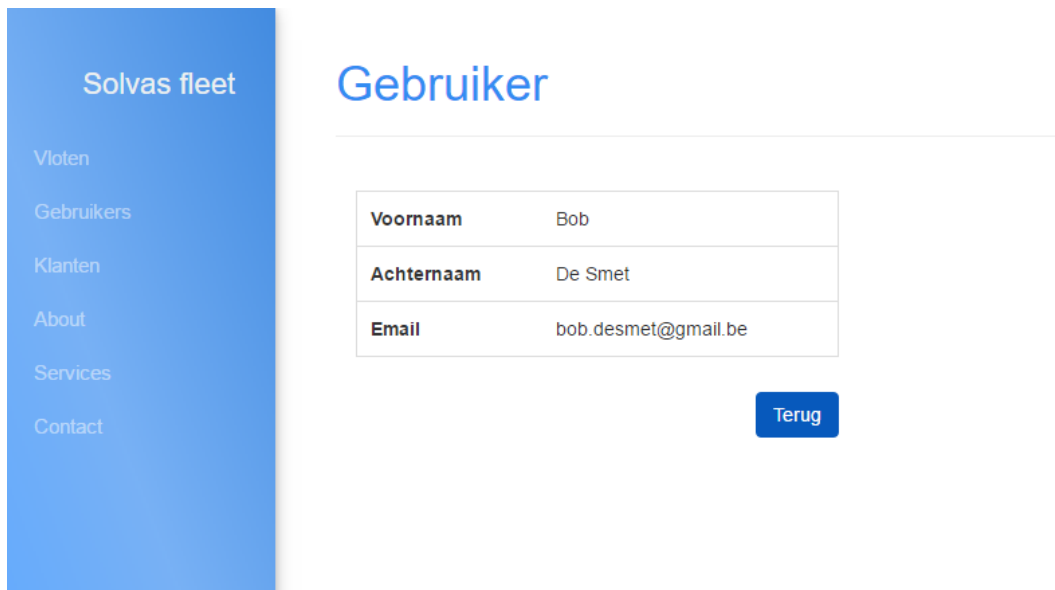 Solvas fleet
Vloten
Gebruikers
Klanten
About
Services
Contact
Gebruiker
Voornaam Bob
Achternaam De Smet
Email bob.desmet@gmail.be
Terug